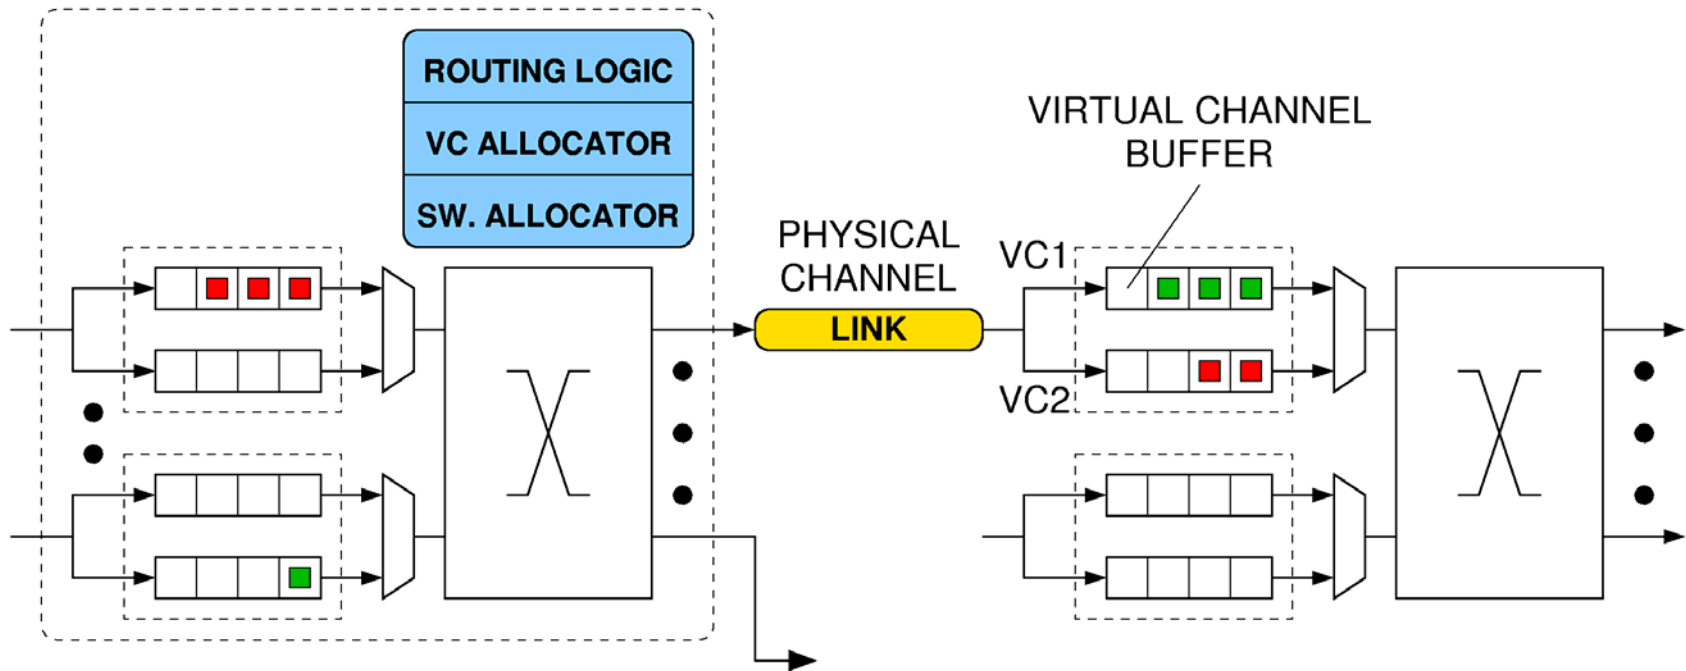 ROUTING LOGIC
VC ALLOCATOR
SW. ALLOCATOR
PHYSICAL
CHANNEL
LINK
VIRTUAL CHANNEL
BUFFER
VC1
VC2